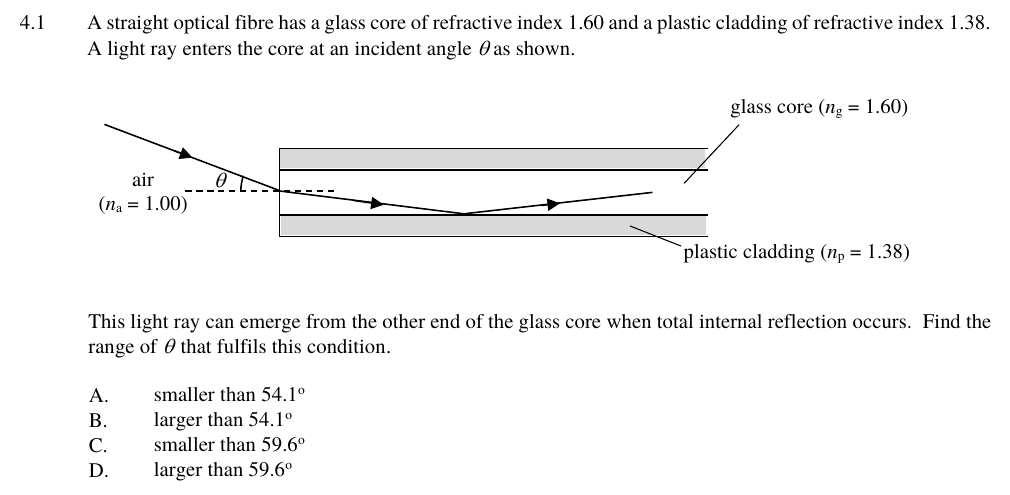 4.1 A straight optical fibre has a glass core of refractive index 1.60 and a plastic cladding of refractive index 1.38.
A light ray enters the core at an incident angle θ as shown.
glass core (ng = 1.60)
air
θ
(na = 1.00)
plastic cladding (np = 1.38)
This light ray can emerge from the other end of the glass core when total internal reflection occurs. Find the
range of θ that fulfils this condition.
A. smaller than 54.1°
B. larger than 54.1°
C. smaller than 59.6°
D. larger than 59.6°